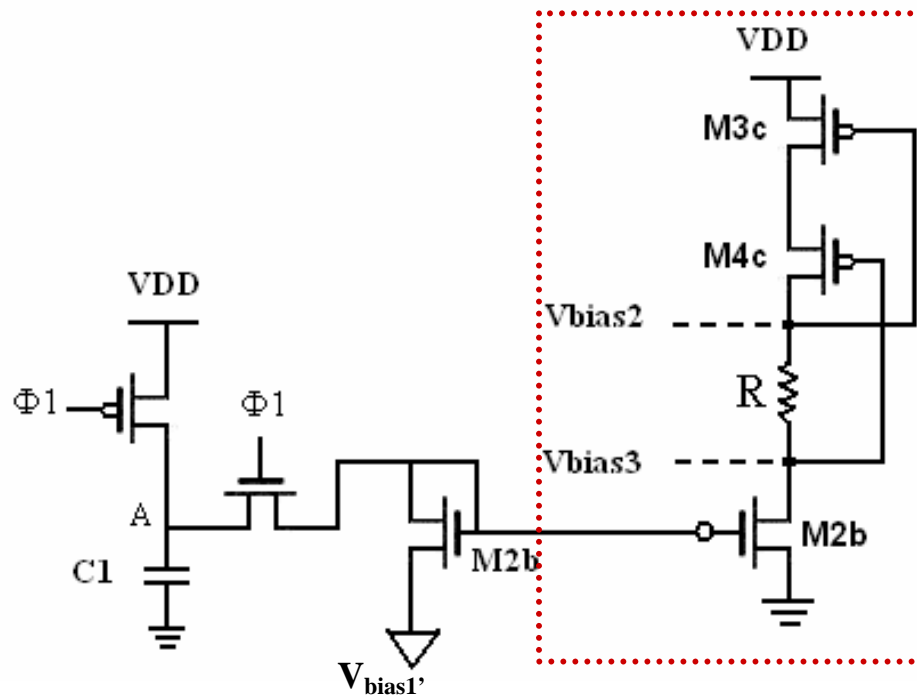 VDD
M3c
M4c
VDD
Vbias2
Φ1
Φ1
R
Vbias3
A
M2b
M2b
C1
Vbias1'